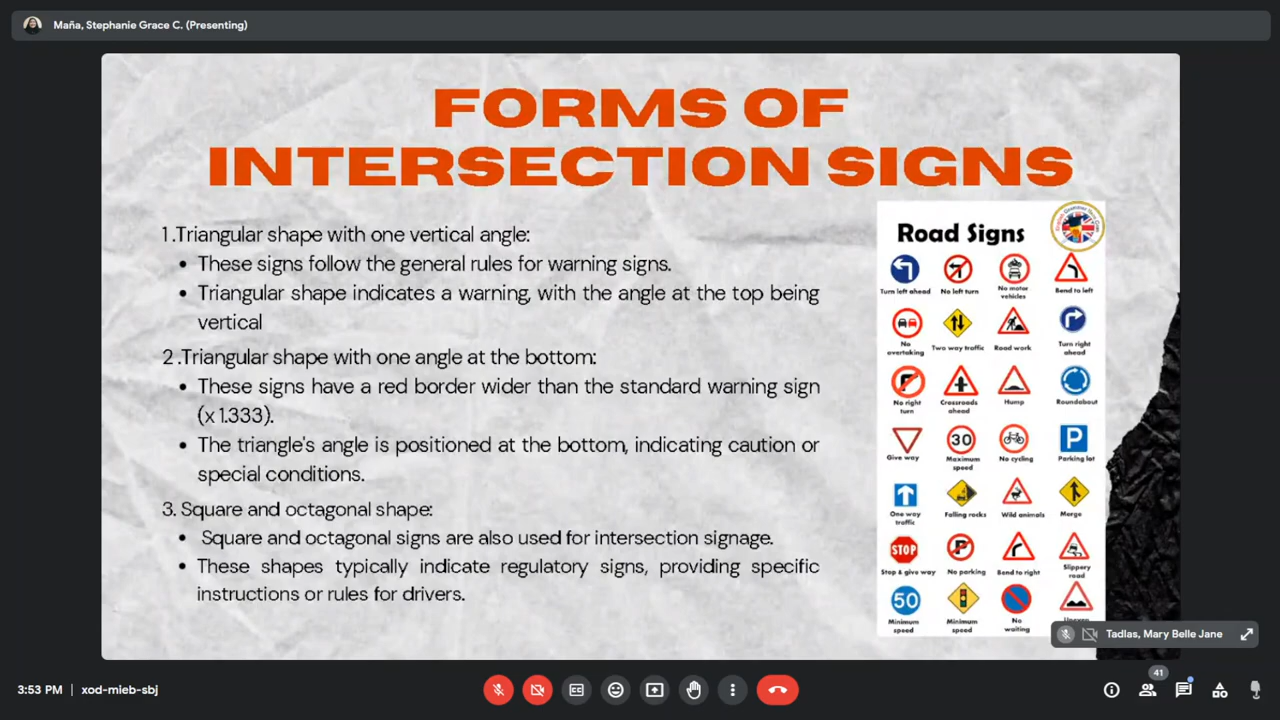 Maña, Stephanie Grace C. (Presenting)
FORMS OF
INTERSECTION SIGNS
1 .Triangular shape with one vertical angle:
• These signs follow the general rules for warning signs.
• Triangular shape indicates a warning, with the angle at the top being
vertical
2 .Triangular shape with one angle at the bottom:
• These signs have a red border wider than the standard warning sign
(x 1.333).
• The triangle's angle is positioned at the bottom, indicating caution or
special conditions.
3. Square and octagonal shape:
• Square and octagonal signs are also used for intersection signage.
• These shapes typically indicate regulatory signs, providing specific
instructions or rules for drivers.
Road Signs
Turn left ahead No left turn No motor vehicles Bend to left
No overtaking Two way traffic Road work Turn right ahead
No right turn Crossroads ahead Hump Roundabout
30
P
Give way Maximum speed No cycling Parking lot
One way traffic Falling rocks Wild animals Merge
STOP
P
Stop & give way No parking Bend to right Slippery road
50
Minimum speed Minimum speed No waiting Uneven
Tadlas, Mary Belle Jane
3:53 PM | xod-mieb-sbj
41